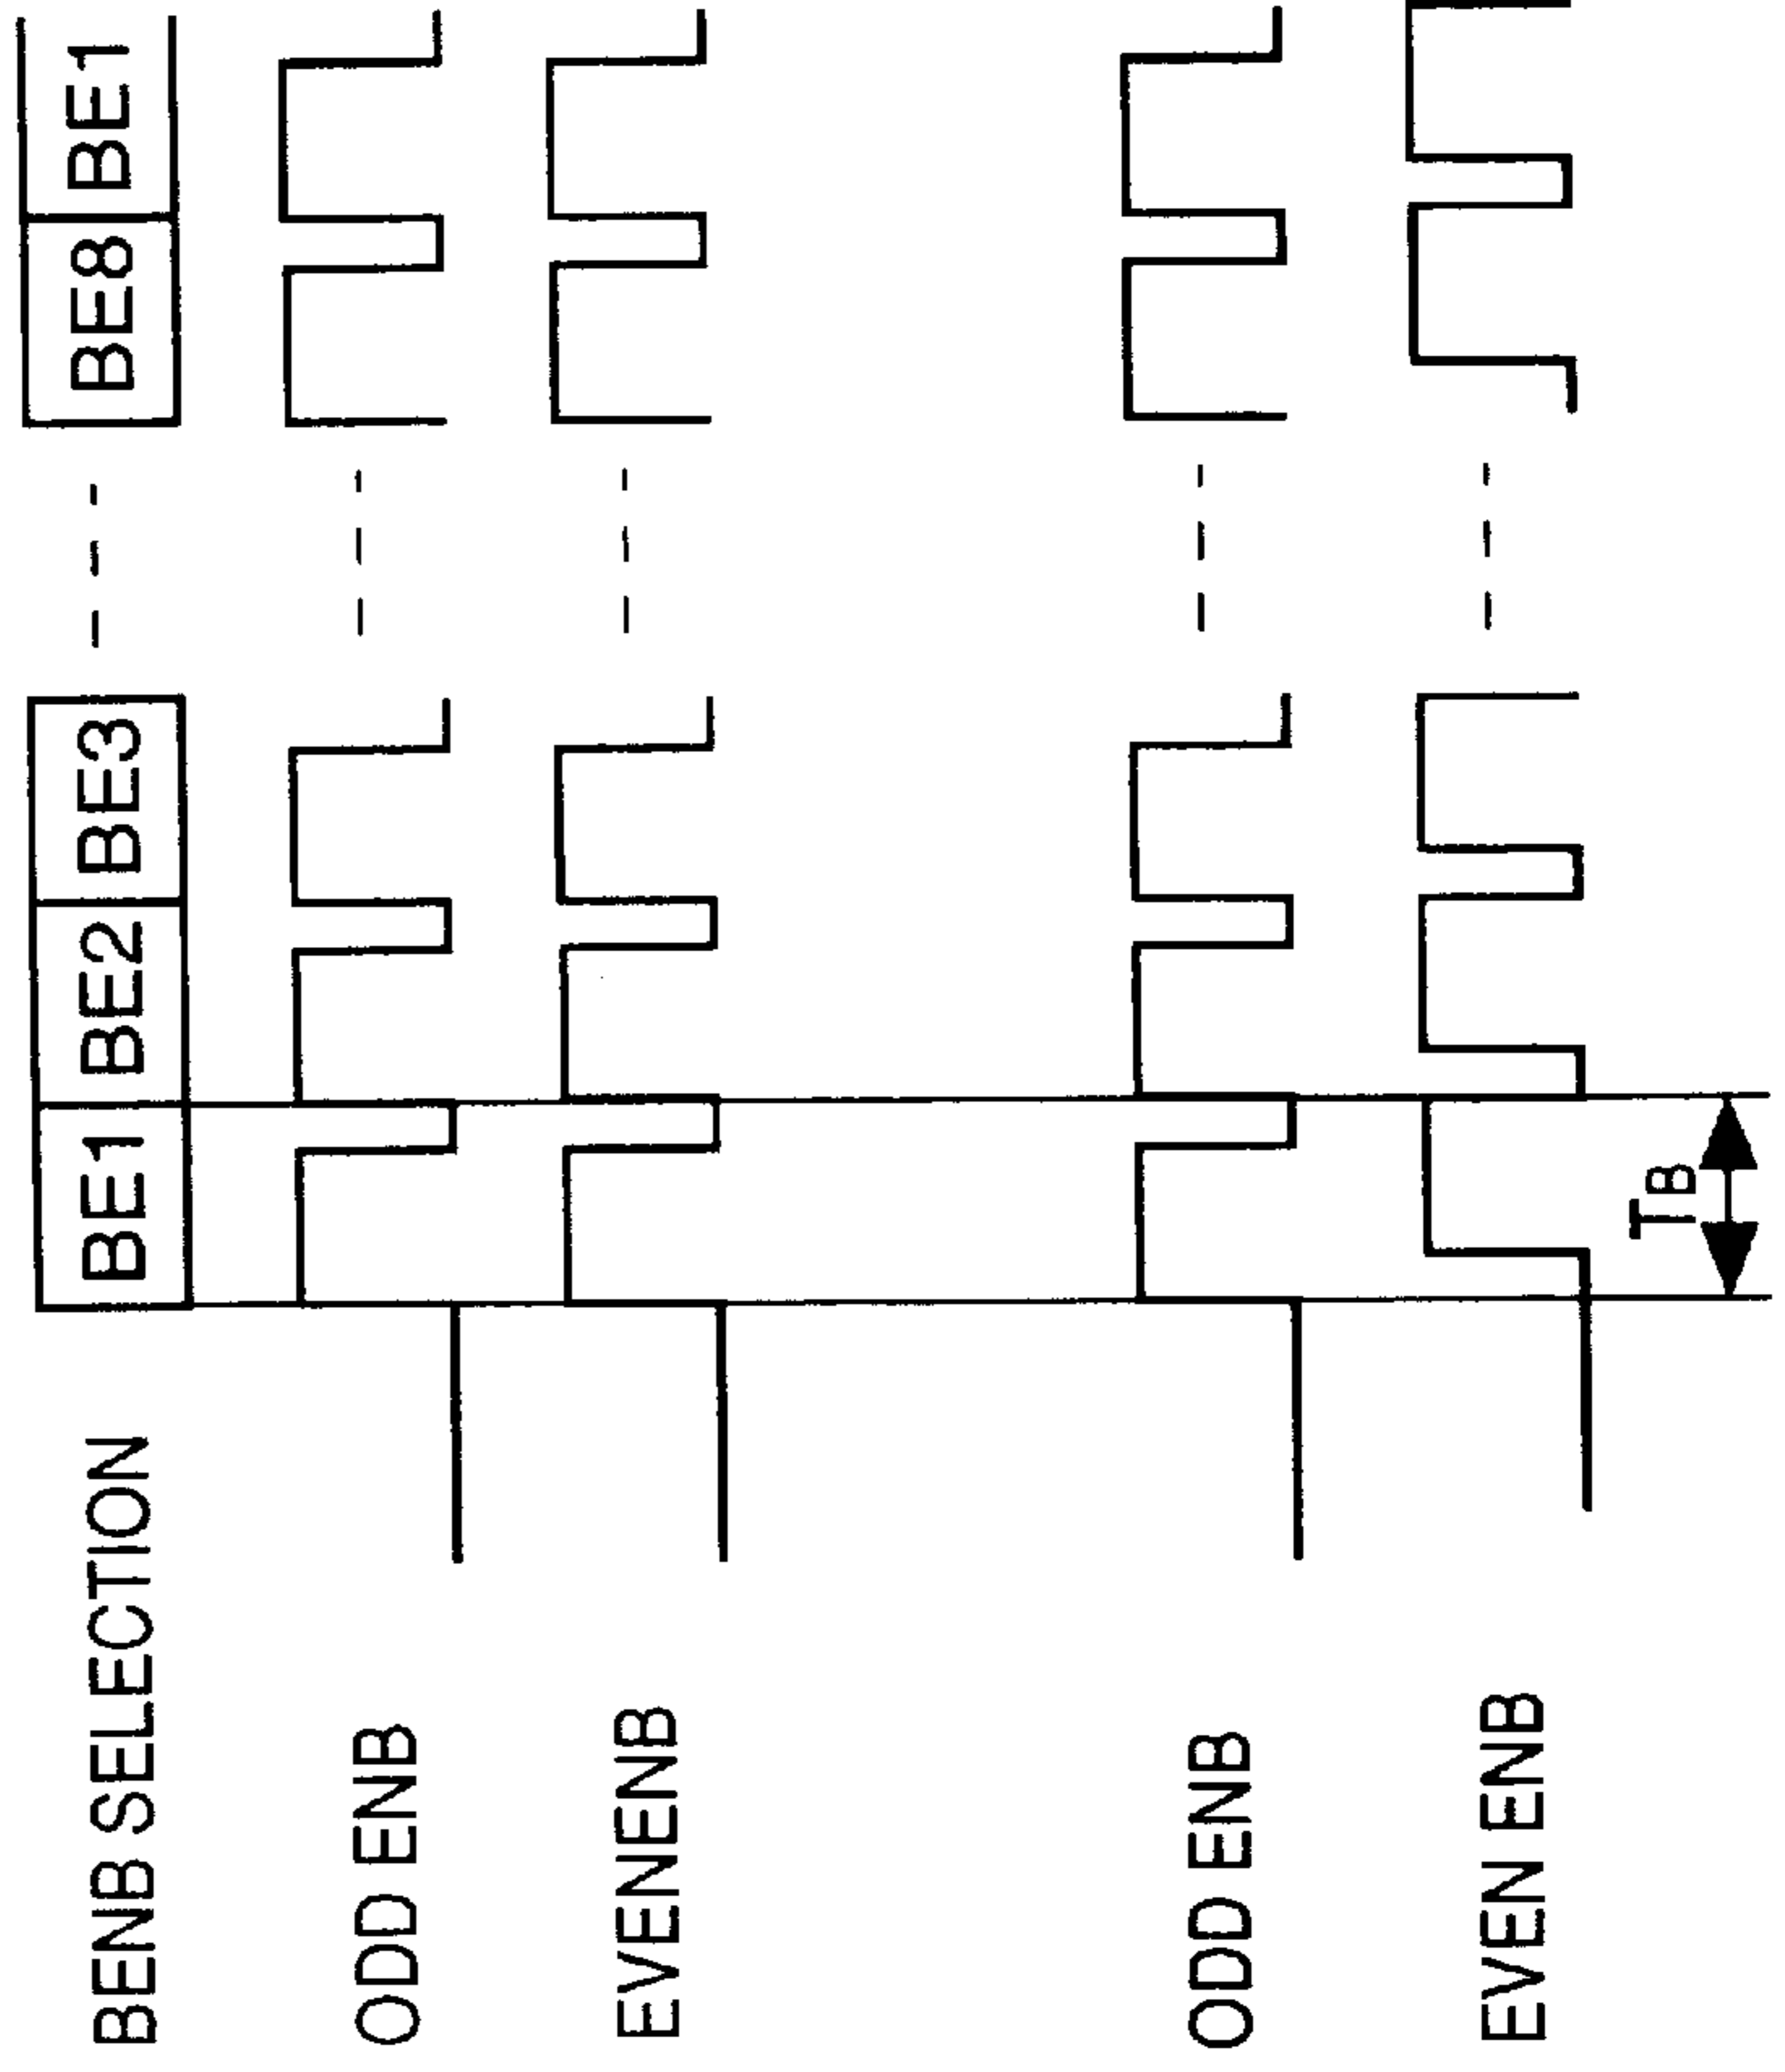 BENB SELECTION BE1 BE2 BE3 BE8 BE1
ODD ENB
EVENENB
ODD ENB
EVEN ENB
TB